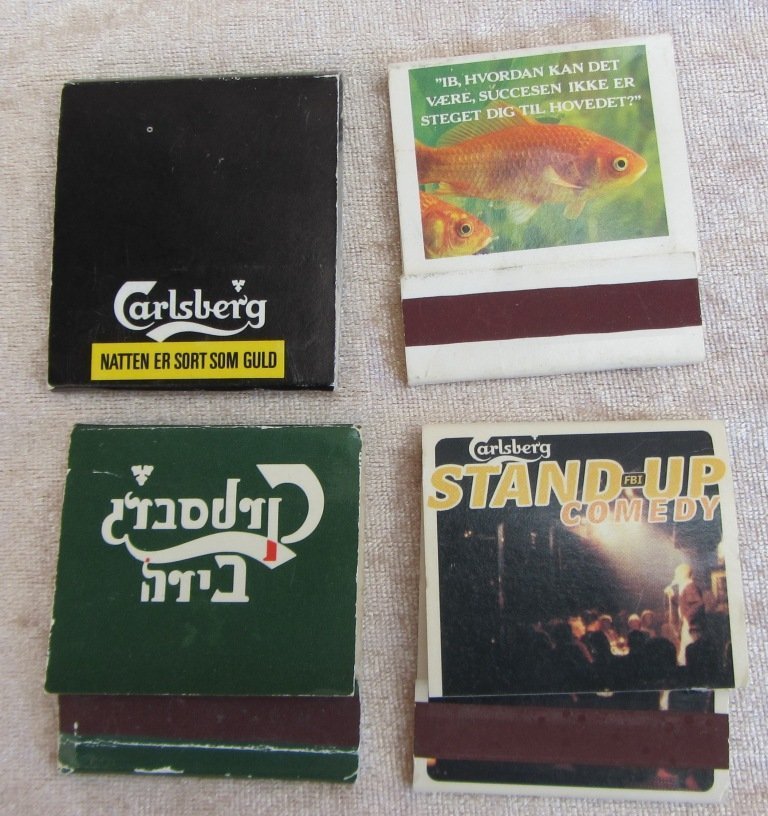 Carlsberg
NATTEN ER SORT SOM GULD
"IB, HVORDAN KAN DET
VÆRE, SUCCESEN IKKE ER
STEGET DIG TIL HOVEDET?"
קרלסברג
בירה
Carlsberg
STAND-UP
FBI
COMEDY